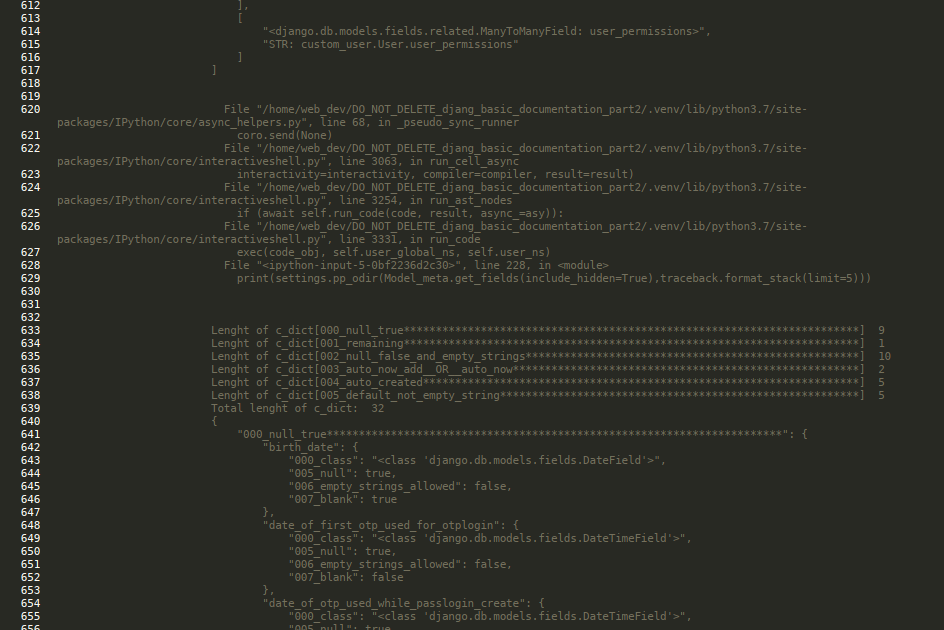 612 ],
613 [
614 "<django.db.models.fields.related.ManyToManyField: user_permissions>",
615 "STR: custom_user.User.user_permissions"
616 ]
617 ]
618
619
620 File "/home/web_dev/DO_NOT_DELETE_djang_basic_documentation_part2/.venv/lib/python3.7/site-
packages/IPython/core/async_helpers.py", line 68, in _pseudo_sync_runner
621 coro.send(None)
622 File "/home/web_dev/DO_NOT_DELETE_djang_basic_documentation_part2/.venv/lib/python3.7/site-
packages/IPython/core/interactiveshell.py", line 3063, in run_cell_async
623 interactivity=interactivity, compiler=compiler, result=result)
624 File "/home/web_dev/DO_NOT_DELETE_djang_basic_documentation_part2/.venv/lib/python3.7/site-
packages/IPython/core/interactiveshell.py", line 3254, in run_ast_nodes
625 if (await self.run_code(code, result, async_=asy)):
626 File "/home/web_dev/DO_NOT_DELETE_djang_basic_documentation_part2/.venv/lib/python3.7/site-
packages/IPython/core/interactiveshell.py", line 3331, in run_code
627 exec(code_obj, self.user_global_ns, self.user_ns)
628 File "<ipython-input-5-0bf2236d2c30>", line 228, in <module>
629 print(settings.pp_odir(Model_meta.get_fields(include_hidden=True),traceback.format_stack(limit=5)))
630
631
632
633 Lenght of c_dict[000_null_true***********************************************************************] 9
634 Lenght of c_dict[001_remaining***********************************************************************] 1
635 Lenght of c_dict[002_null_false_and_empty_strings****************************************************] 10
636 Lenght of c_dict[003_auto_now_add__OR__auto_now******************************************************] 2
637 Lenght of c_dict[004_auto_created********************************************************************] 5
638 Lenght of c_dict[005_default_not_empty_string********************************************************] 5
639 Total lenght of c_dict: 32
640 {
641 "000_null_true***********************************************************************": {
642 "birth_date": {
643 "000_class": "<class 'django.db.models.fields.DateField'>",
644 "005_null": true,
645 "006_empty_strings_allowed": false,
646 "007_blank": true
647 },
648 "date_of_first_otp_used_for_otplogin": {
649 "000_class": "<class 'django.db.models.fields.DateTimeField'>",
650 "005_null": true,
651 "006_empty_strings_allowed": false,
652 "007_blank": false
653 },
654 "date_of_otp_used_while_passlogin_create": {
655 "000_class": "<class 'django.db.models.fields.DateTimeField'>",
656 "005_null": true,